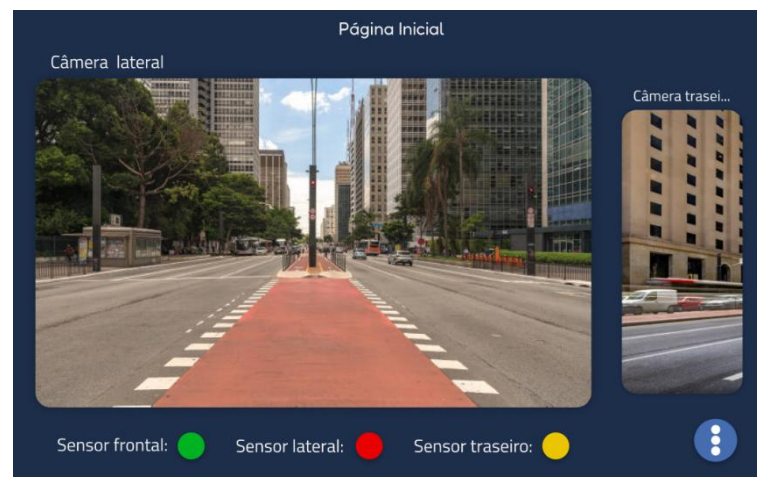 Página Inicial
Câmera lateral
Câmera trasei...
Sensor frontal:
Sensor lateral:
Sensor traseiro: